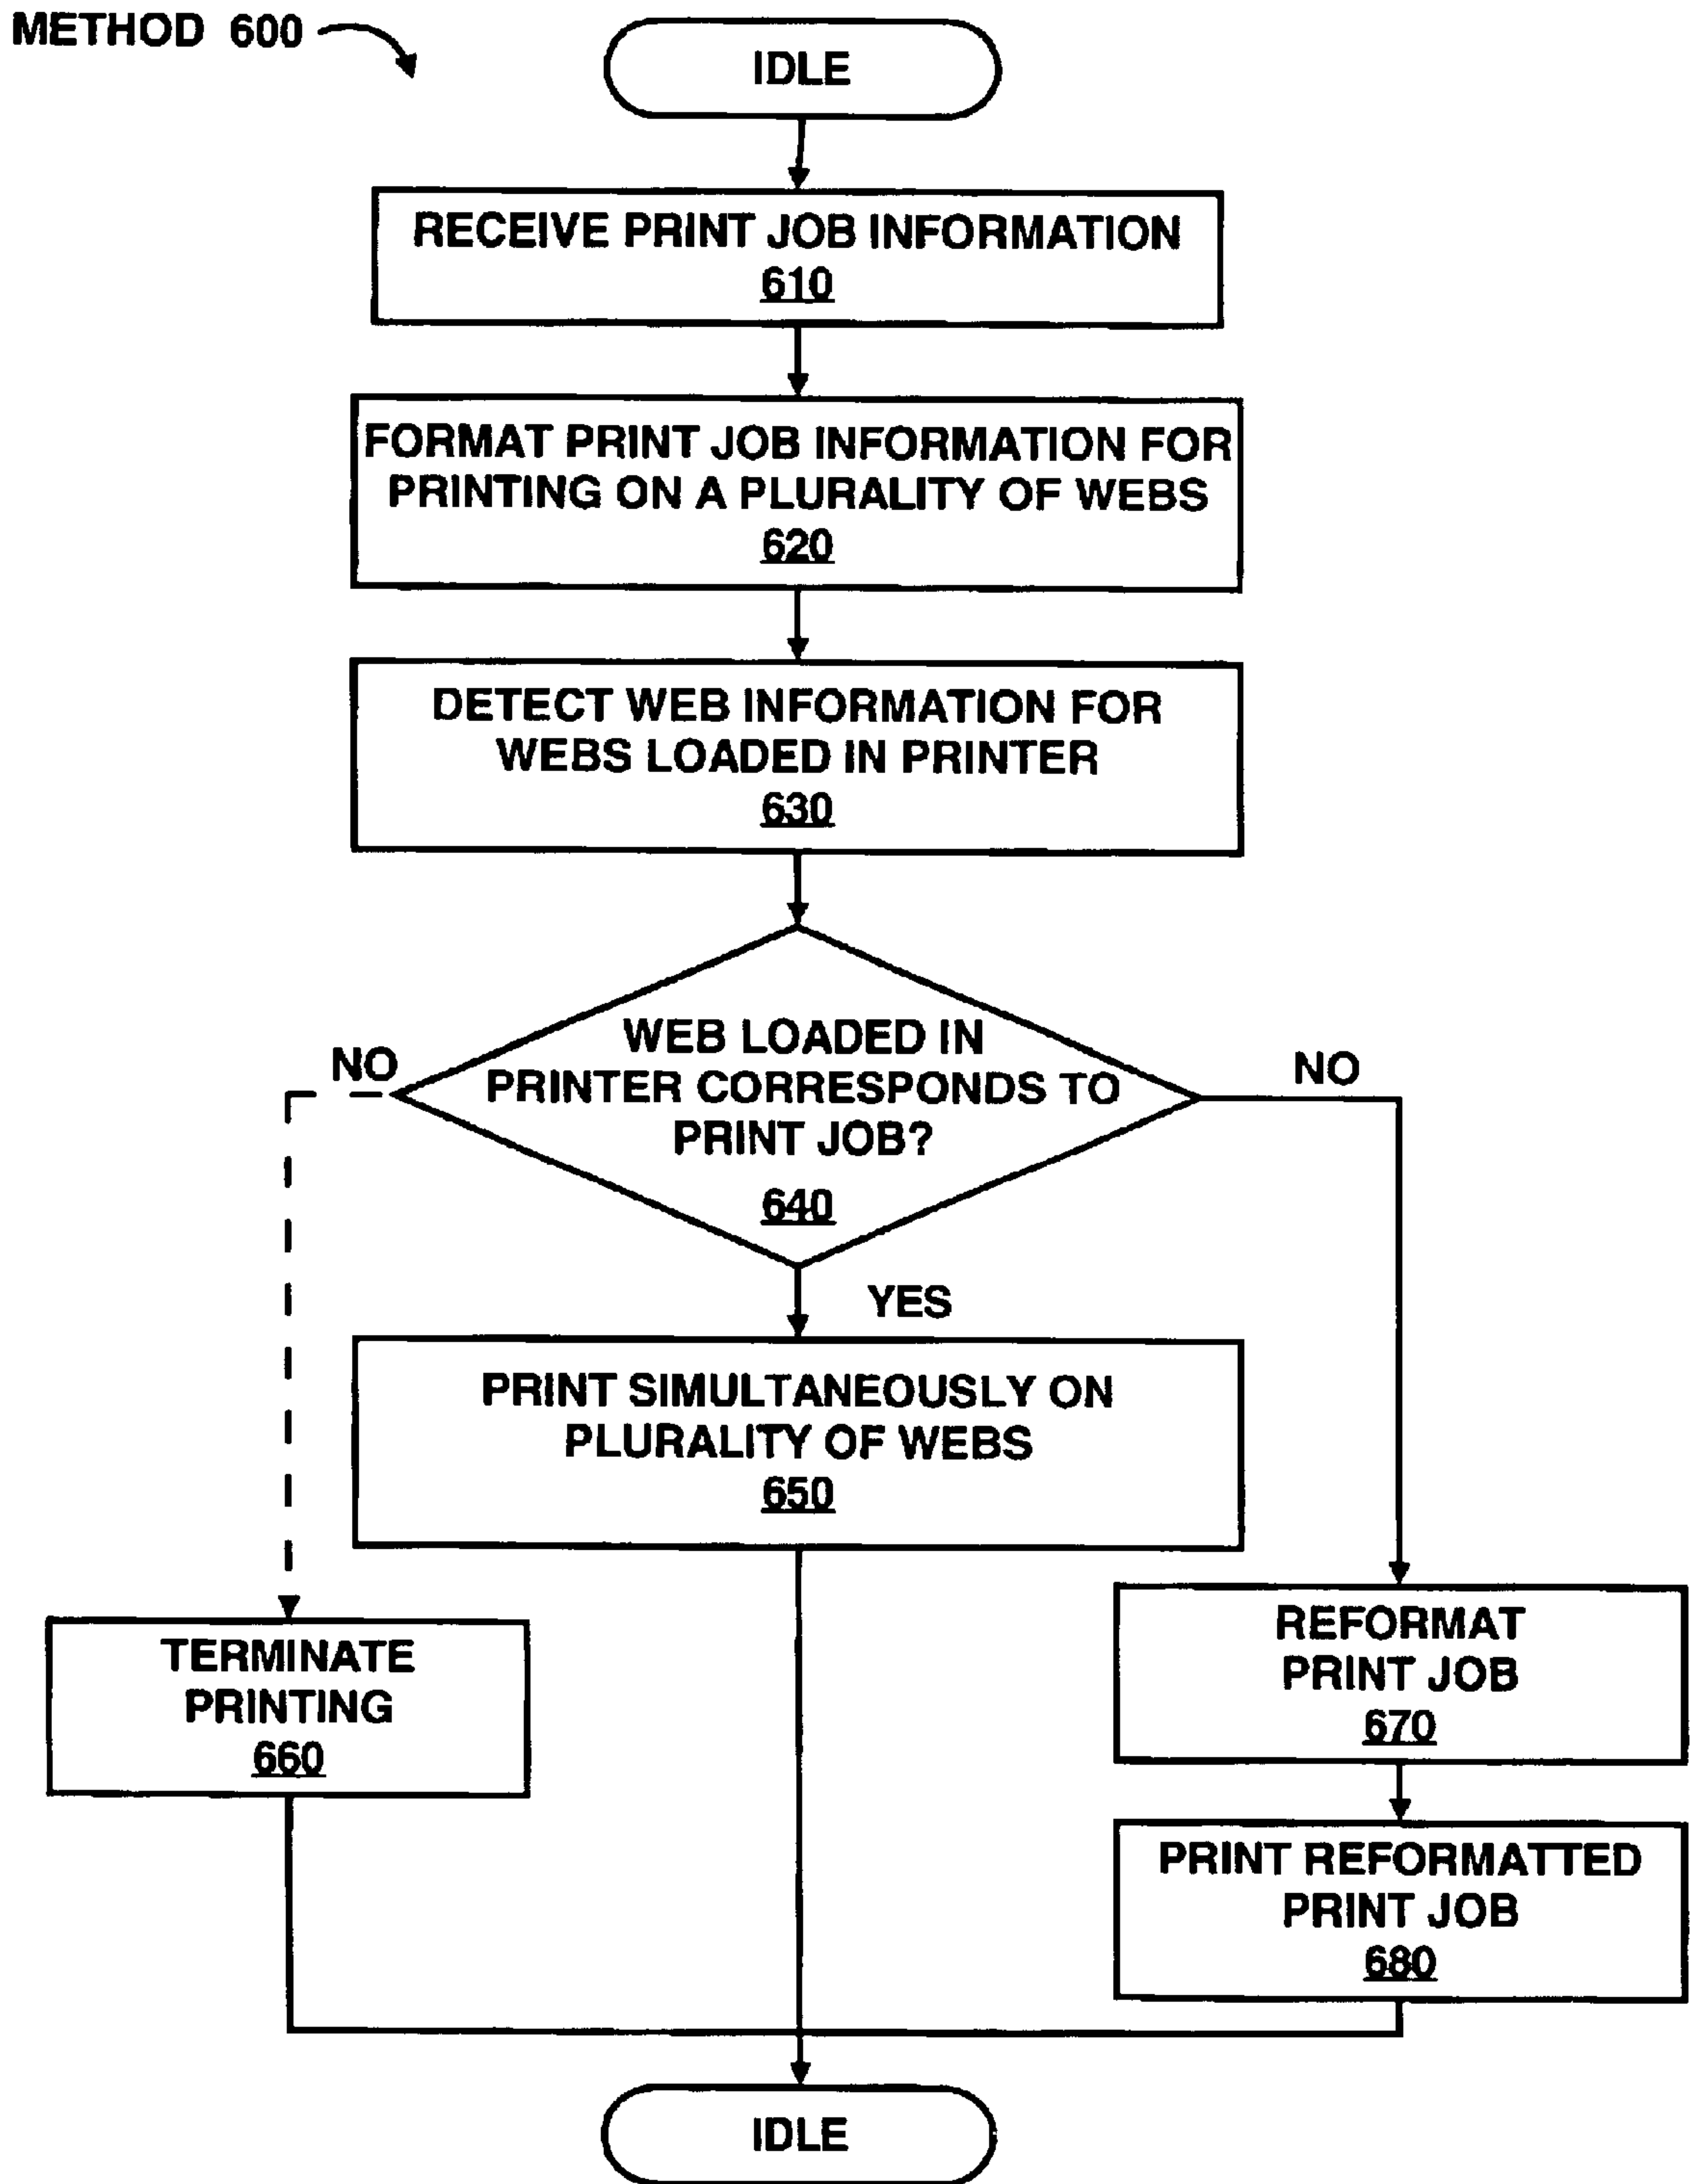 METHOD 600
IDLE
RECEIVE PRINT JOB INFORMATION
610
FORMAT PRINT JOB INFORMATION FOR
PRINTING ON A PLURALITY OF WEBS
620
DETECT WEB INFORMATION FOR
WEBS LOADED IN PRINTER
630
WEB LOADED IN
PRINTER CORRESPONDS TO
PRINT JOB?
640
NO
NO
YES
PRINT SIMULTANEOUSLY ON
PLURALITY OF WEBS
650
TERMINATE
PRINTING
660
REFORMAT
PRINT JOB
670
PRINT REFORMATTED
PRINT JOB
680
IDLE